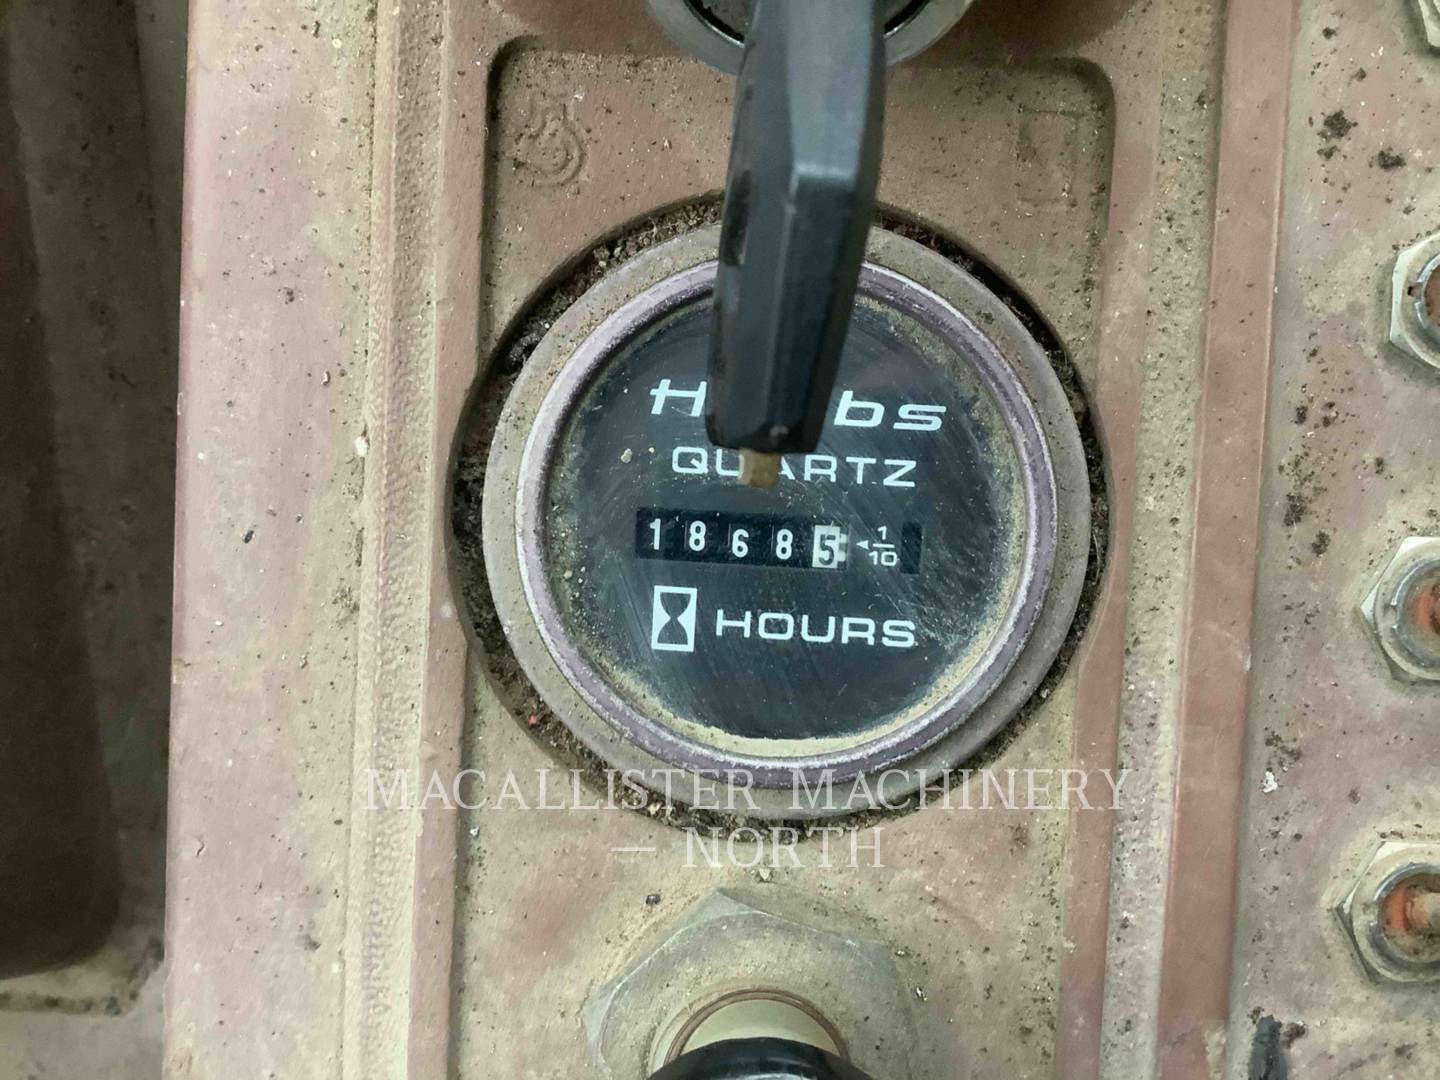 QUARTZ
18685 ◄ 1/10
HOURS
MACALLISTER MACHINERY
— NORTH